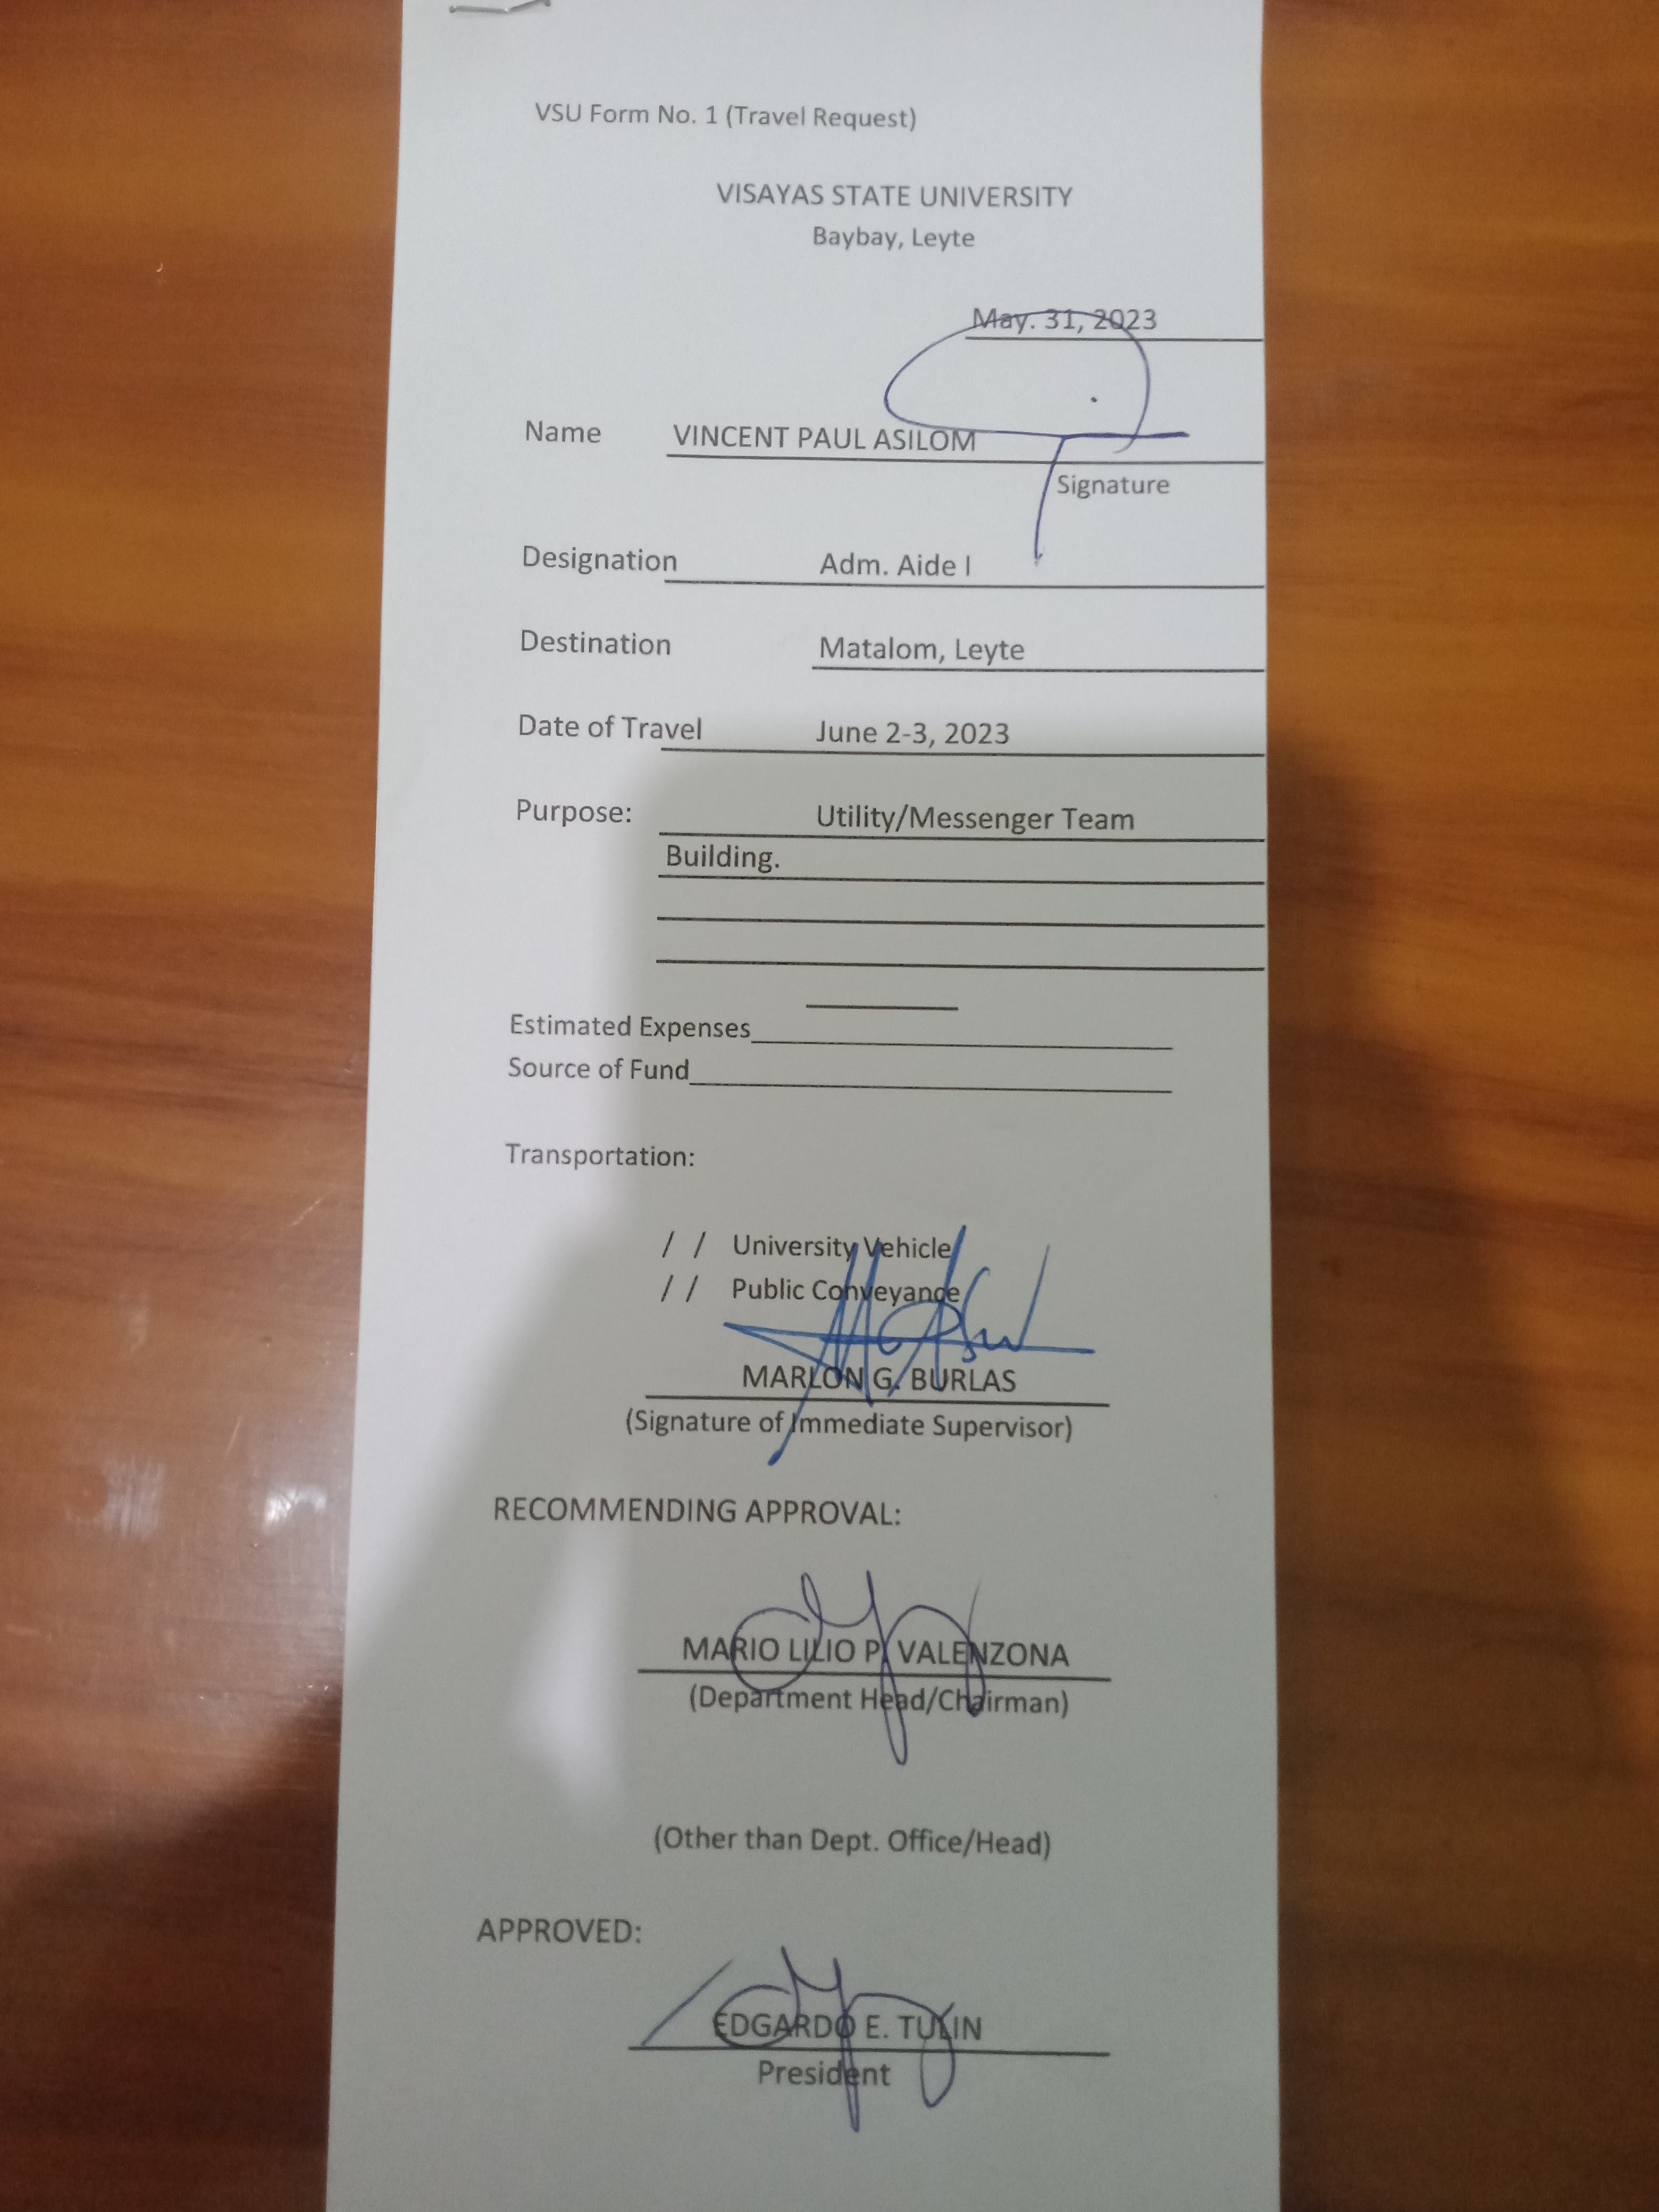 VSU Form No. 1 (Travel Request)
VISAYAS STATE UNIVERSITY
Baybay, Leyte
May. 31, 2023
Name VINCENT PAUL ASILOM
Signature
Designation Adm. Aide I
Destination Matalom, Leyte
Date of Travel June 2-3, 2023
Purpose: Utility/Messenger Team
Building.
Estimated Expenses
Source of Fund
Transportation:
/ / University Vehicle
/ / Public Conveyance
MARLON G. BURLAS
(Signature of Immediate Supervisor)
RECOMMENDING APPROVAL:
MARIO LILIO P. VALENZONA
(Department Head/Chairman)
(Other than Dept. Office/Head)
APPROVED:
EDGARDO E. TULIN
President